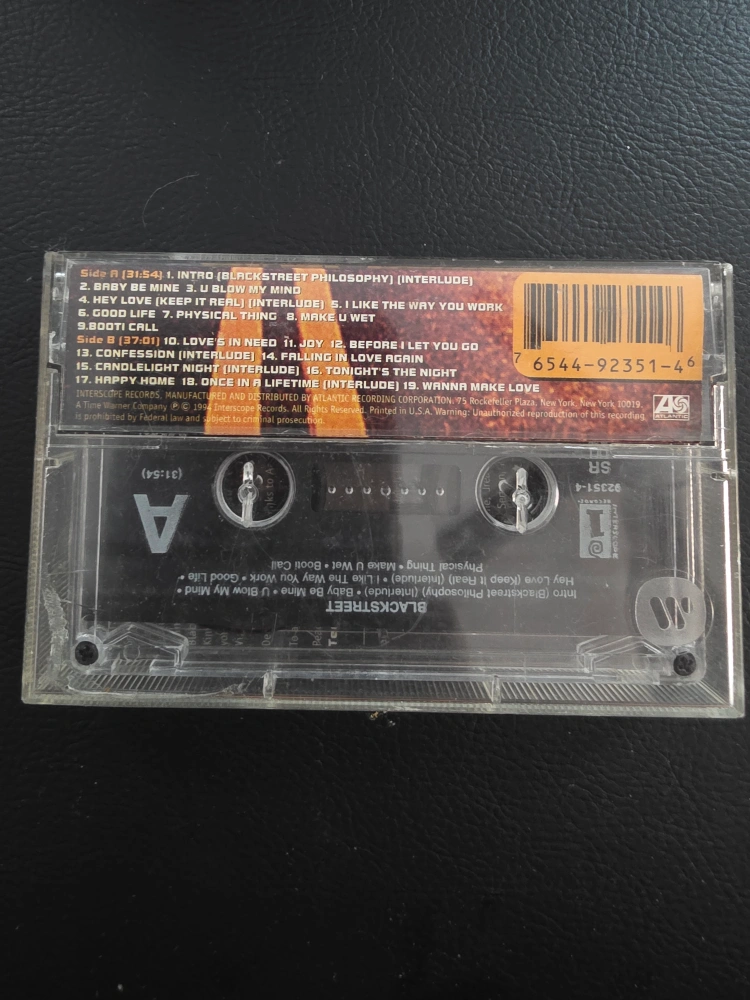 Side A (31:54) 1. INTRO (BLACKSTREET PHILOSOPHY) (INTERLUDE)
2. BABY BE MINE 3. U BLOW MY MIND
4. HEY LOVE (KEEP IT REAL) (INTERLUDE) 5. I LIKE THE WAY YOU WORK
6. GOOD LIFE 7. PHYSICAL THING 8. MAKE U WET
9.BOOTI CALL
Side B (37:01) 10. LOVE'S IN NEED 11. JOY 12. BEFORE I LET YOU GO
13. CONFESSION (INTERLUDE) 14. FALLING IN LOVE AGAIN
15. CANDLELIGHT NIGHT (INTERLUDE) 16. TONIGHT'S THE NIGHT
17. HAPPY HOME 18. ONCE IN A LIFETIME (INTERLUDE) 19. WANNA MAKE LOVE
INTERSCOPE RECORDS, MANUFACTURED AND DISTRIBUTED BY ATLANTIC RECORDING CORPORATION. 75 Rockefeller Plaza, New York, New York, 10019.
A Time Warner Company ℗ © 1994 Interscope Records. All Rights Reserved. Printed in U.S.A. Warning: Unauthorized reproduction of this recording
is prohibited by Federal law and subject to criminal prosecution.
7 6544-92351-4 6
ATLANTIC
BLACKSTREET
Intro (Blackstreet Philosophy) (Interlude) • Baby Be Mine • U Blow My Mind •
Hey Love (Keep It Real) (Interlude) • I Like The Way You Work • Good Life •
Physical Thing • Make U Wet • Booti Call
INTERSCOPE
RECORDS
92351-4
SR
A
(31:54)